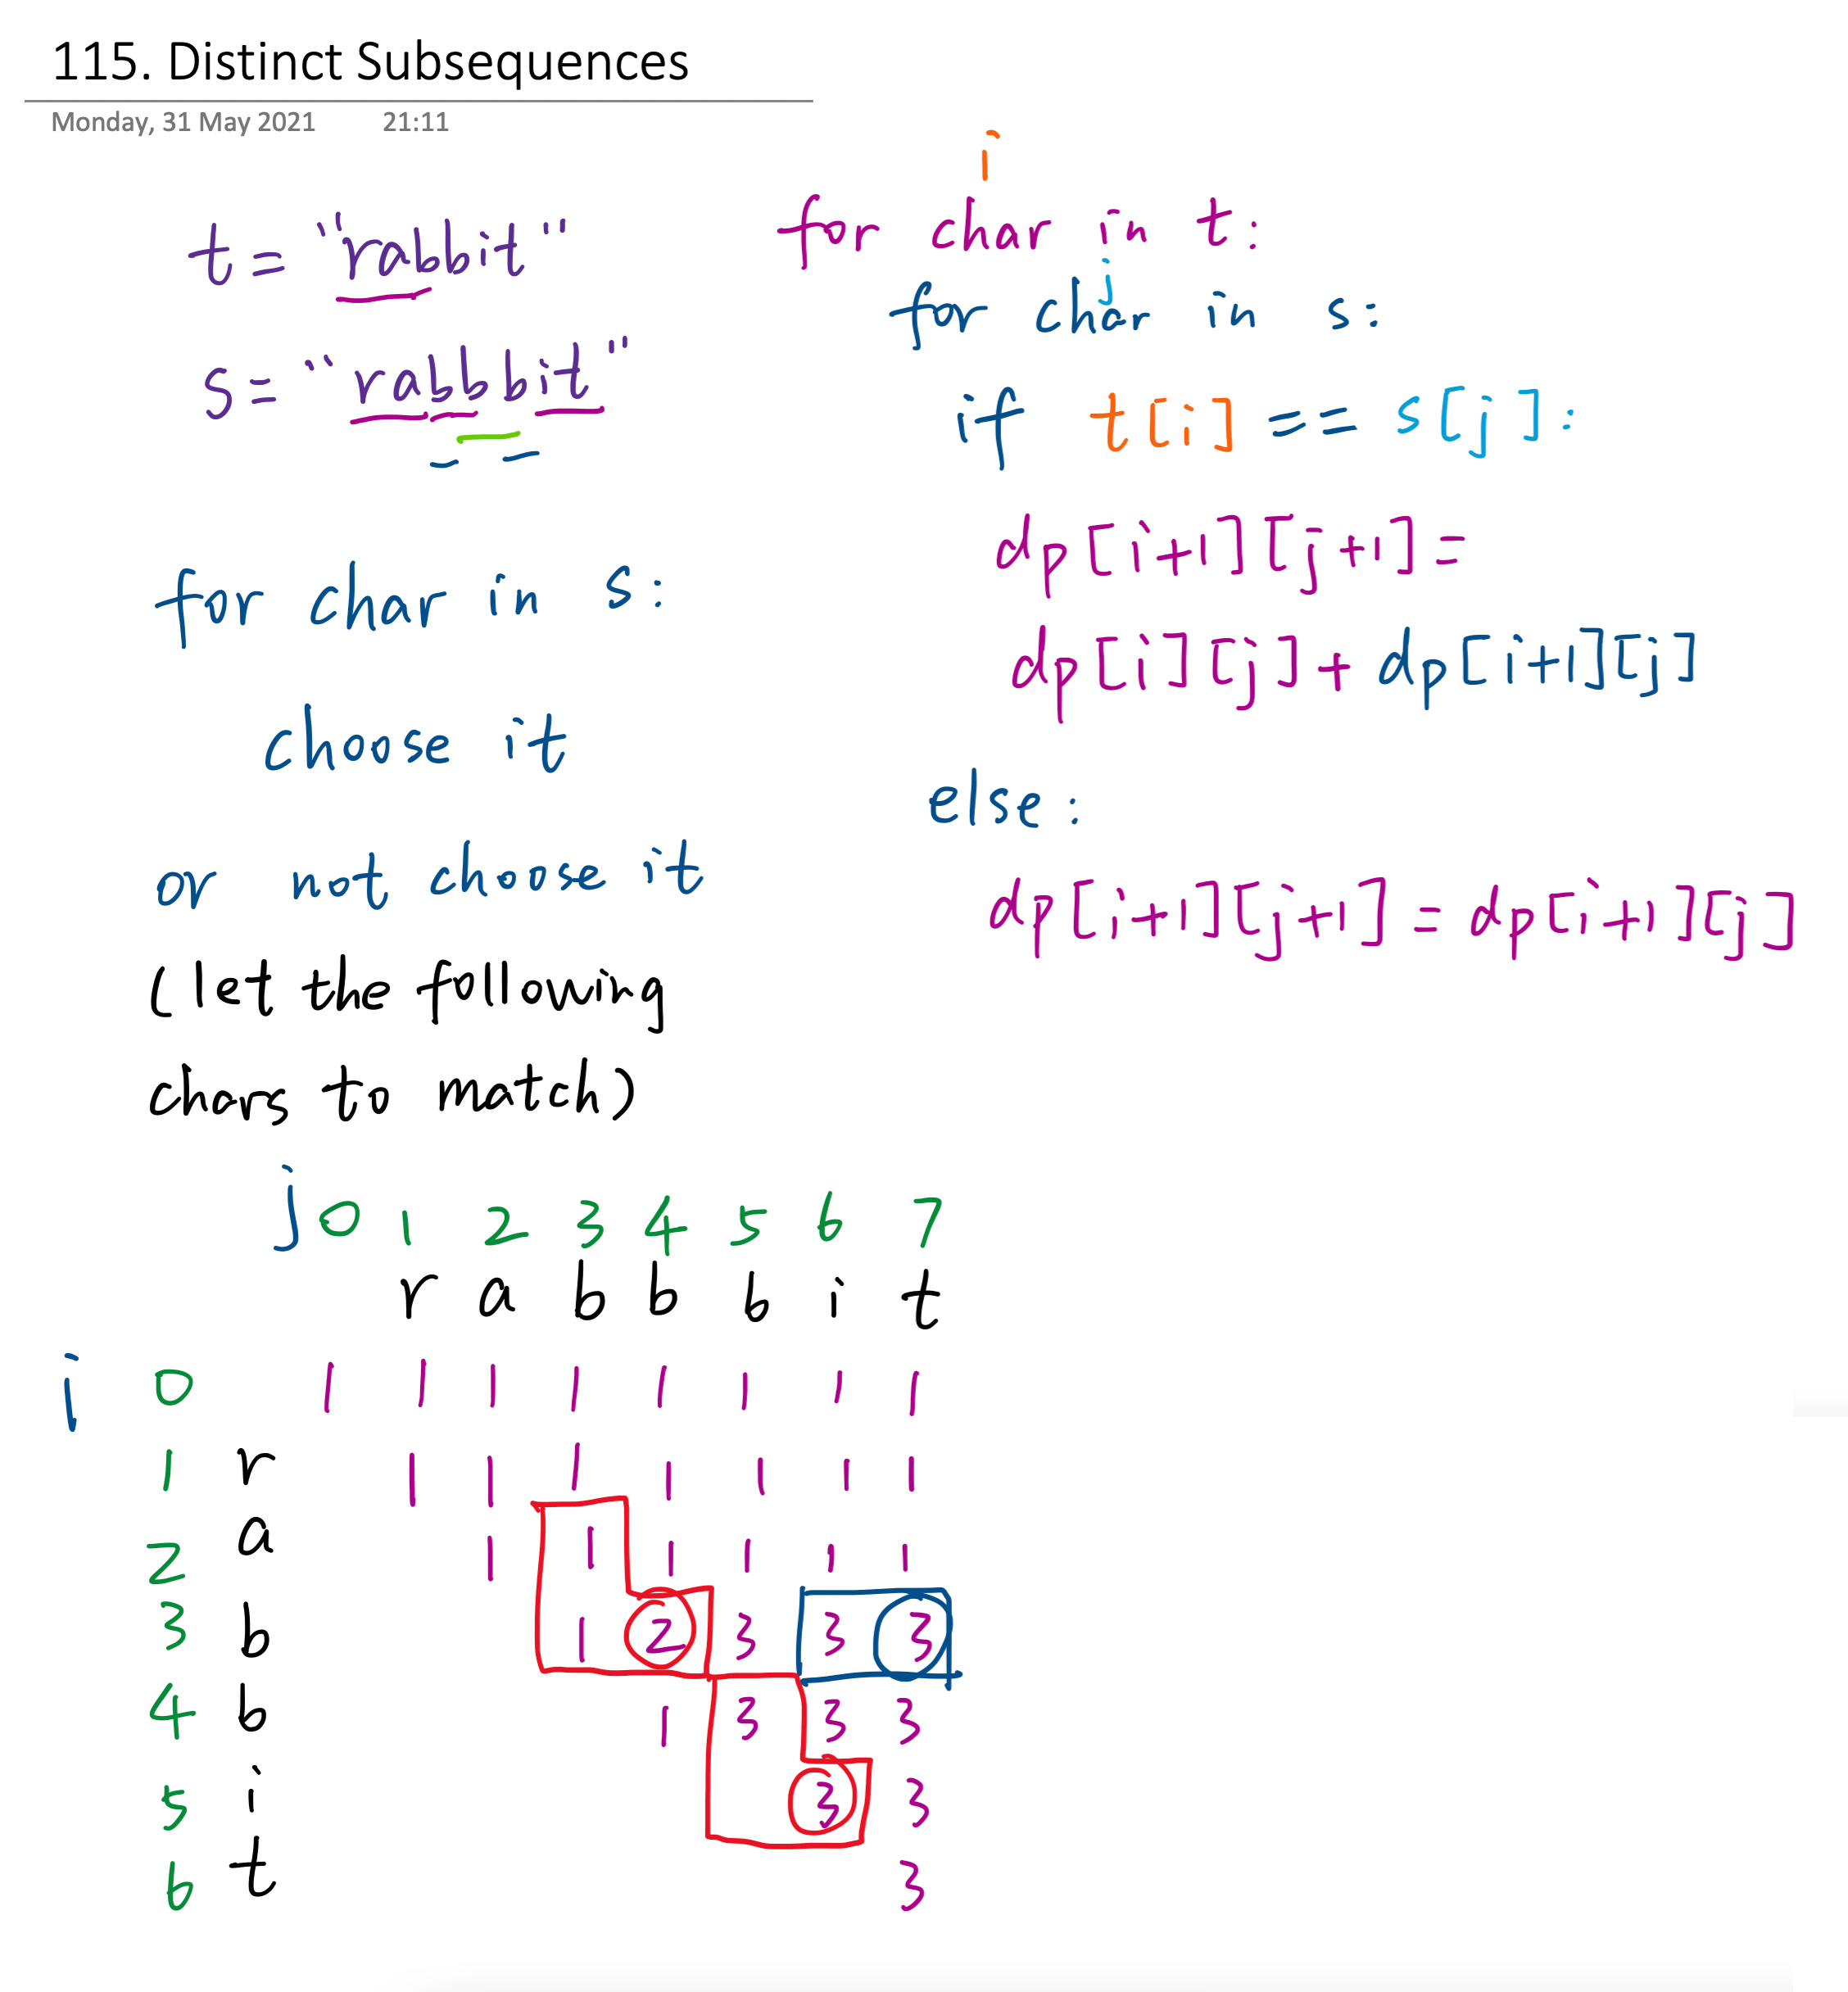 115. Distinct Subsequences
Monday, 31 May 2021 21:11
t = "rabbit"
s = "rabbbit"
for char in s:
choose it
or not choose it
(let the following
chars to match)
i
for char in t:
j
for char in s:
if t[i] == s[j]:
dp[i+1][j+1] =
dp[i][j] + dp[i+1][j]
else:
dp[i+1][j+1] = dp[i+1][j]
j 0 1 2 3 4 5 6 7
r a b b b i t
i 0 1 1 1 1 1 1 1 1
1 r 1 1 1 1 1 1 1
2 a 1 1 1 1 1 1
3 b 1 2 3 3 3
4 b 1 3 3 3
5 i 3 3
6 t 3